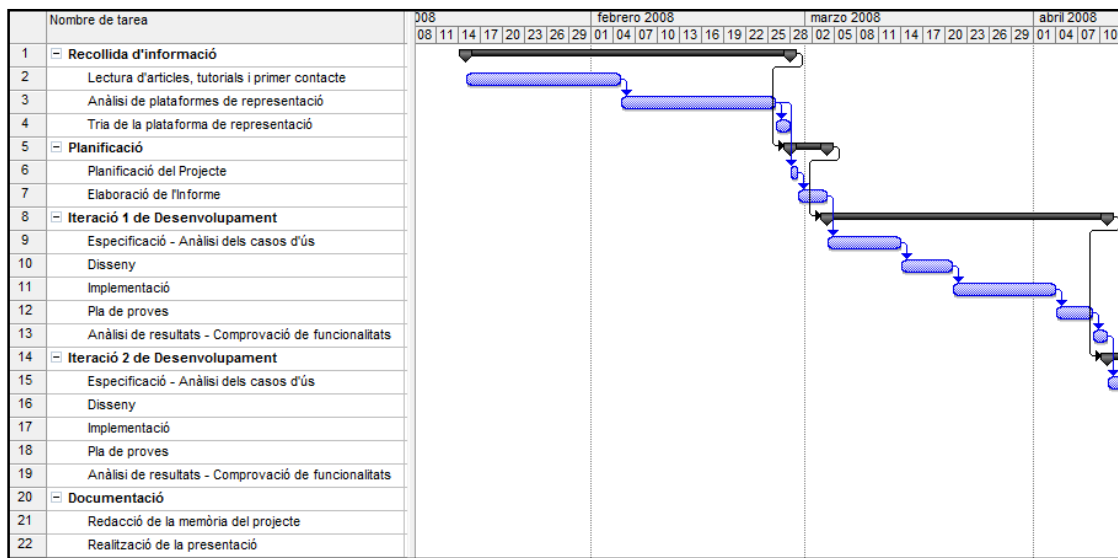 Nombre de tarea
008 febrero 2008 marzo 2008 abril 2008
08 11 14 17 20 23 26 29 01 04 07 10 13 16 19 22 25 28 02 05 08 11 14 17 20 23 26 29 01 04 07 10
1 Recollida d'informació
2 Lectura d'articles, tutorials i primer contacte
3 Anàlisi de plataformes de representació
4 Tria de la plataforma de representació
5 Planificació
6 Planificació del Projecte
7 Elaboració de l'Informe
8 Iteració 1 de Desenvolupament
9 Especificació - Anàlisi dels casos d'ús
10 Disseny
11 Implementació
12 Pla de proves
13 Anàlisi de resultats - Comprovació de funcionalitats
14 Iteració 2 de Desenvolupament
15 Especificació - Anàlisi dels casos d'ús
16 Disseny
17 Implementació
18 Pla de proves
19 Anàlisi de resultats - Comprovació de funcionalitats
20 Documentació
21 Redacció de la memòria del projecte
22 Realització de la presentació